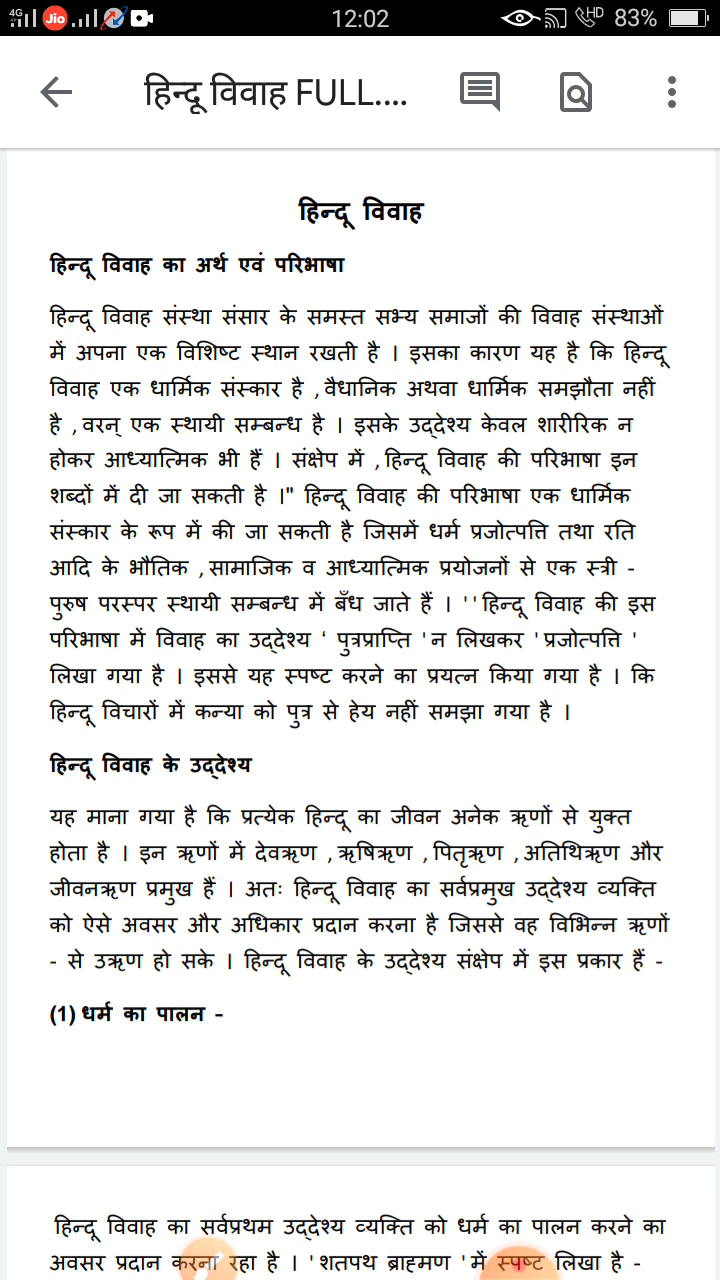 4G Jio 12:02 HD 83%
हिन्दू विवाह FULL....
हिन्दू विवाह
हिन्दू विवाह का अर्थ एवं परिभाषा
हिन्दू विवाह संस्था संसार के समस्त सभ्य समाजों की विवाह संस्थाओं
में अपना एक विशिष्ट स्थान रखती है । इसका कारण यह है कि हिन्दू
विवाह एक धार्मिक संस्कार है ,वैधानिक अथवा धार्मिक समझौता नहीं
है ,वरन् एक स्थायी सम्बन्ध है । इसके उद्देश्य केवल शारीरिक न
होकर आध्यात्मिक भी हैं । संक्षेप में ,हिन्दू विवाह की परिभाषा इन
शब्दों में दी जा सकती है ।" हिन्दू विवाह की परिभाषा एक धार्मिक
संस्कार के रूप में की जा सकती है जिसमें धर्म प्रजोत्पत्ति तथा रति
आदि के भौतिक ,सामाजिक व आध्यात्मिक प्रयोजनों से एक स्त्री -
पुरुष परस्पर स्थायी सम्बन्ध में बँध जाते हैं । ' 'हिन्दू विवाह की इस
परिभाषा में विवाह का उद्देश्य ‘ पुत्रप्राप्ति 'न लिखकर 'प्रजोत्पत्ति '
लिखा गया है । इससे यह स्पष्ट करने का प्रयत्न किया गया है । कि
हिन्दू विचारों में कन्या को पुत्र से हेय नहीं समझा गया है ।
हिन्दू विवाह के उद्देश्य
यह माना गया है कि प्रत्येक हिन्दू का जीवन अनेक ऋणों से युक्त
होता है । इन ऋणों में देवऋण ,ऋषिऋण ,पितृऋण ,अतिथिऋण और
जीवनऋण प्रमुख हैं । अतः हिन्दू विवाह का सर्वप्रमुख उद्देश्य व्यक्ति
को ऐसे अवसर और अधिकार प्रदान करना है जिससे वह विभिन्न ऋणों
- से उऋण हो सके । हिन्दू विवाह के उद्देश्य संक्षेप में इस प्रकार हैं -
(1) धर्म का पालन –
हिन्दू विवाह का सर्वप्रथम उद्देश्य व्यक्ति को धर्म का पालन करने का
अवसर प्रदान करना रहा है । 'शतपथ ब्राह्मण 'में स्पष्ट लिखा है -